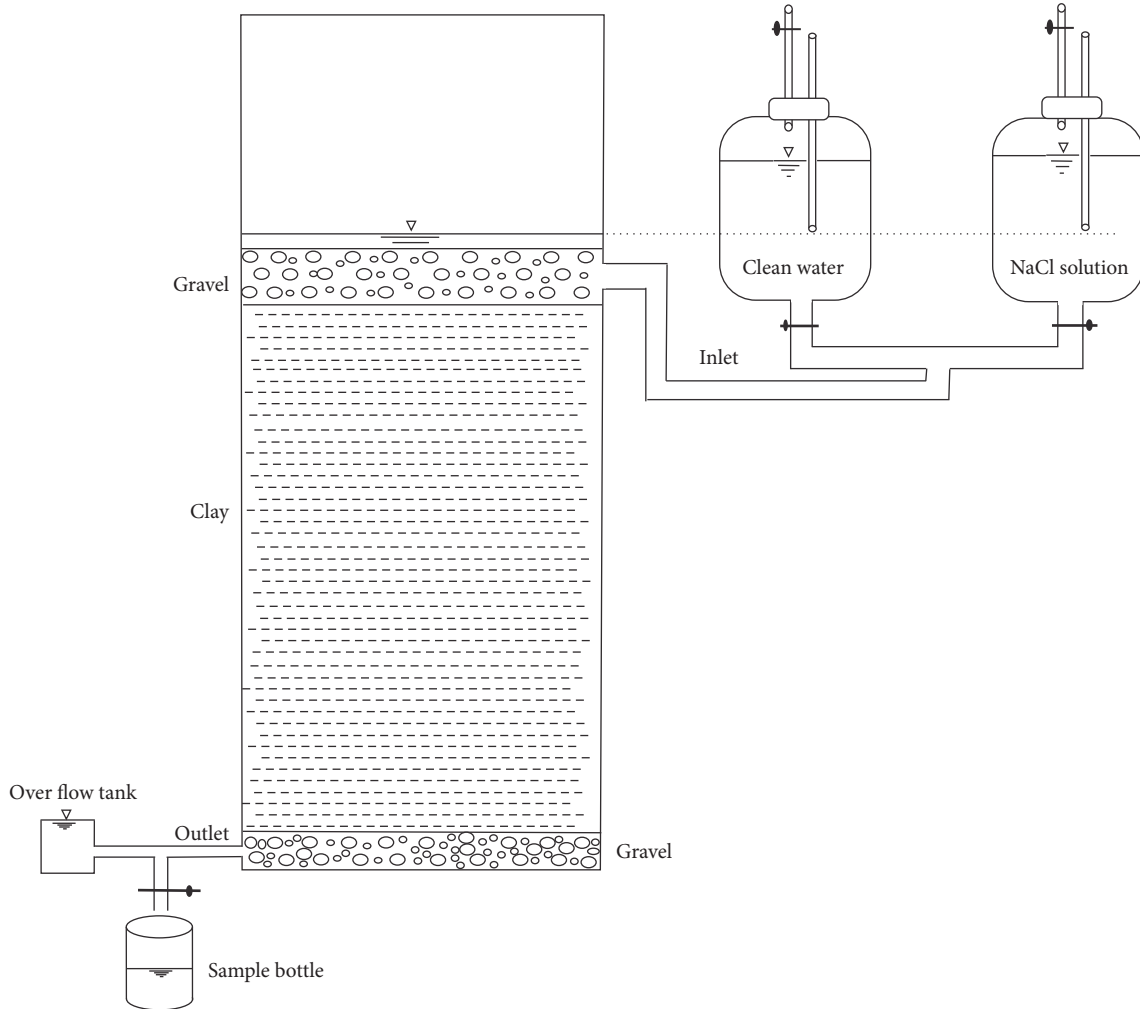 Clean water
NaCl solution
Gravel
Inlet
Clay
Over flow tank
Outlet
Gravel
Sample bottle